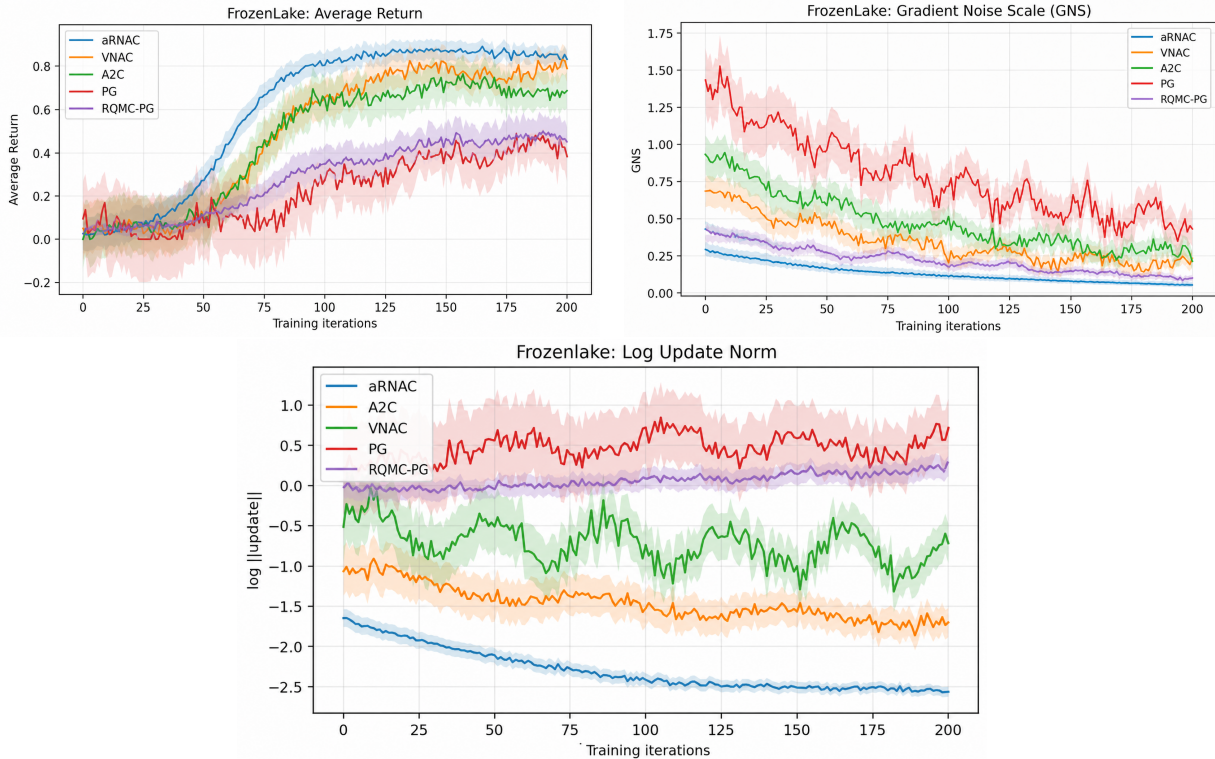 FrozenLake: Average Return
aRNAC
VNAC
A2C
PG
RQMC-PG
0.8
0.6
0.4
0.2
0.0
−0.2
Average Return
0 25 50 75 100 125 150 175 200
Training iterations
FrozenLake: Gradient Noise Scale (GNS)
aRNAC
VNAC
A2C
PG
RQMC-PG
1.75
1.50
1.25
1.00
0.75
0.50
0.25
0.00
GNS
0 25 50 75 100 125 150 175 200
Training iterations
Frozenlake: Log Update Norm
aRNAC
A2C
VNAC
PG
RQMC-PG
1.0
0.5
0.0
−0.5
−1.0
−1.5
−2.0
−2.5
log ||update||
0 25 50 75 100 125 150 175 200
Training iterations